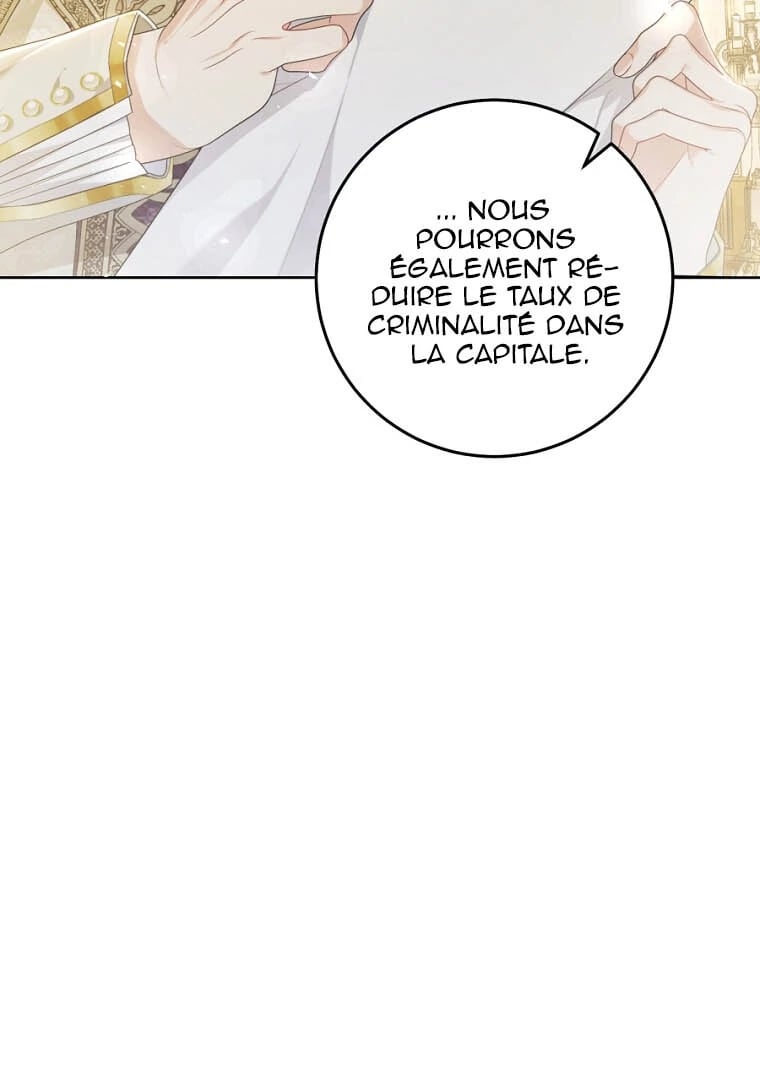 ... NOUS
POURRONS
ÉGALEMENT RÉ-
DUIRE LE TAUX DE
CRIMINALITÉ DANS
LA CAPITALE.